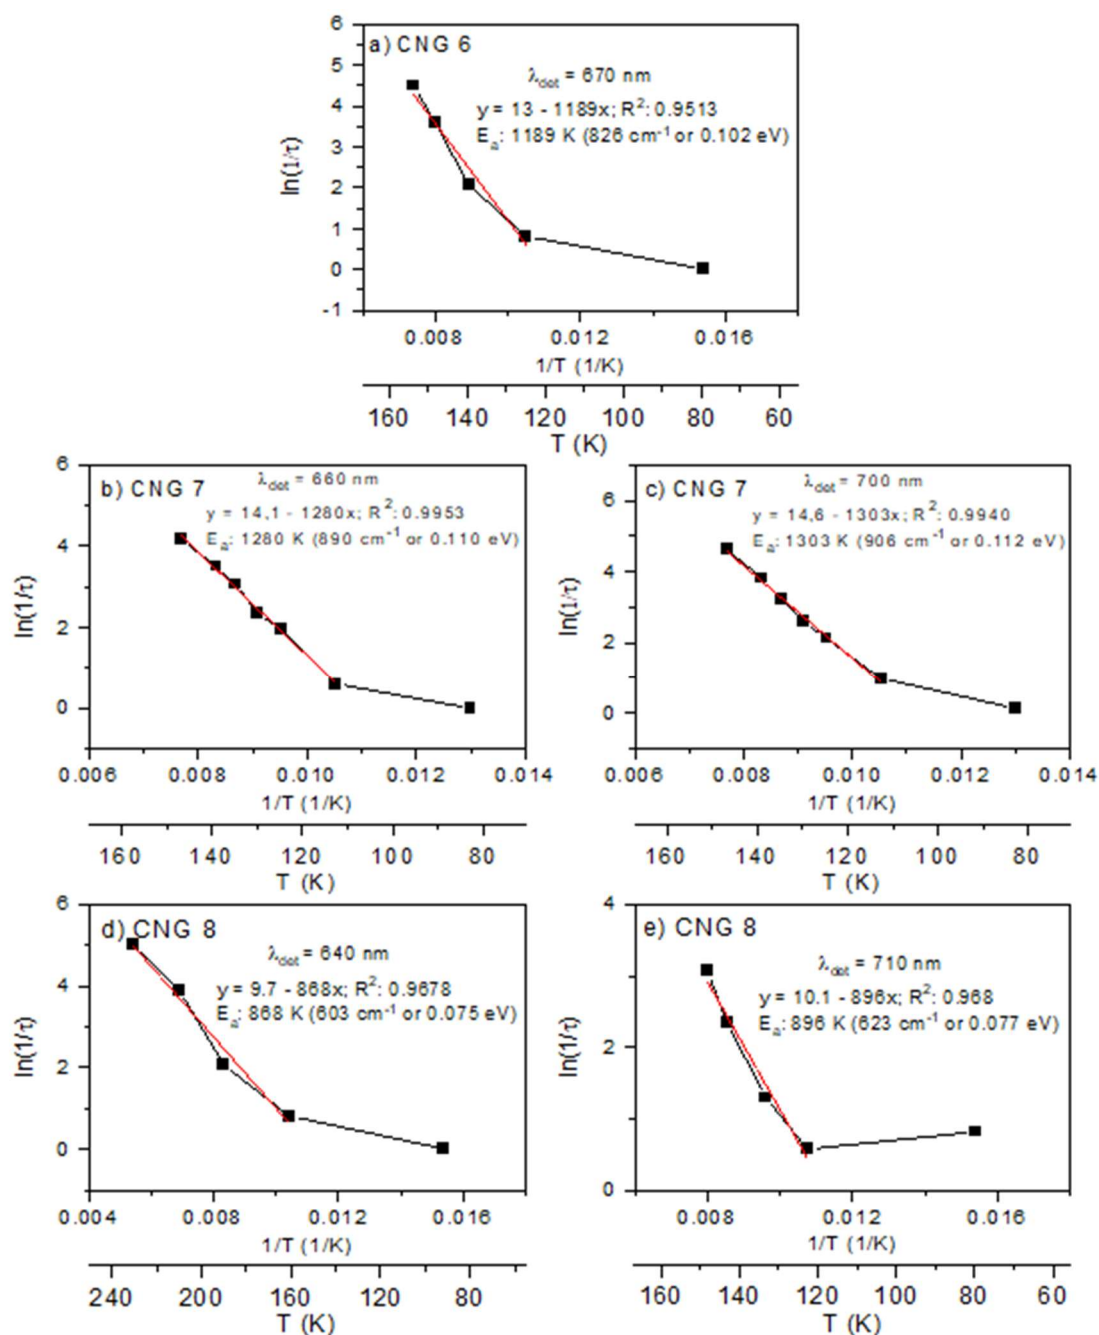 a) CNG 6
λdet = 670 nm
y = 13 - 1189x; R²: 0.9513
Ea: 1189 K (826 cm⁻¹ or 0.102 eV)
ln(1/τ)
6
5
4
3
2
1
0
-1
0.008 0.012 0.016
1/T (1/K)
160 140 120 100 80 60
T (K)
b) CNG 7
λdet = 660 nm
y = 14,1 - 1280x; R²: 0.9953
Ea: 1280 K (890 cm⁻¹ or 0.110 eV)
ln(1/τ)
6
4
2
0
0.006 0.008 0.010 0.012 0.014
1/T (1/K)
160 140 120 100 80
T (K)
c) CNG 7
λdet = 700 nm
y = 14,6 - 1303x; R²: 0.9940
Ea: 1303 K (906 cm⁻¹ or 0.112 eV)
ln(1/τ)
6
4
2
0
0.006 0.008 0.010 0.012 0.014
1/T (1/K)
160 140 120 100 80
T (K)
d) CNG 8
λdet = 640 nm
y = 9.7 - 868x; R²: 0.9678
Ea: 868 K (603 cm⁻¹ or 0.075 eV)
ln(1/τ)
6
4
2
0
0.004 0.008 0.012 0.016
1/T (1/K)
240 200 160 120 80
T (K)
e) CNG 8
λdet = 710 nm
y = 10.1 - 896x; R²: 0.968
Ea: 896 K (623 cm⁻¹ or 0.077 eV)
ln(1/τ)
4
2
0
0.008 0.012 0.016
1/T (1/K)
160 140 120 100 80 60
T (K)